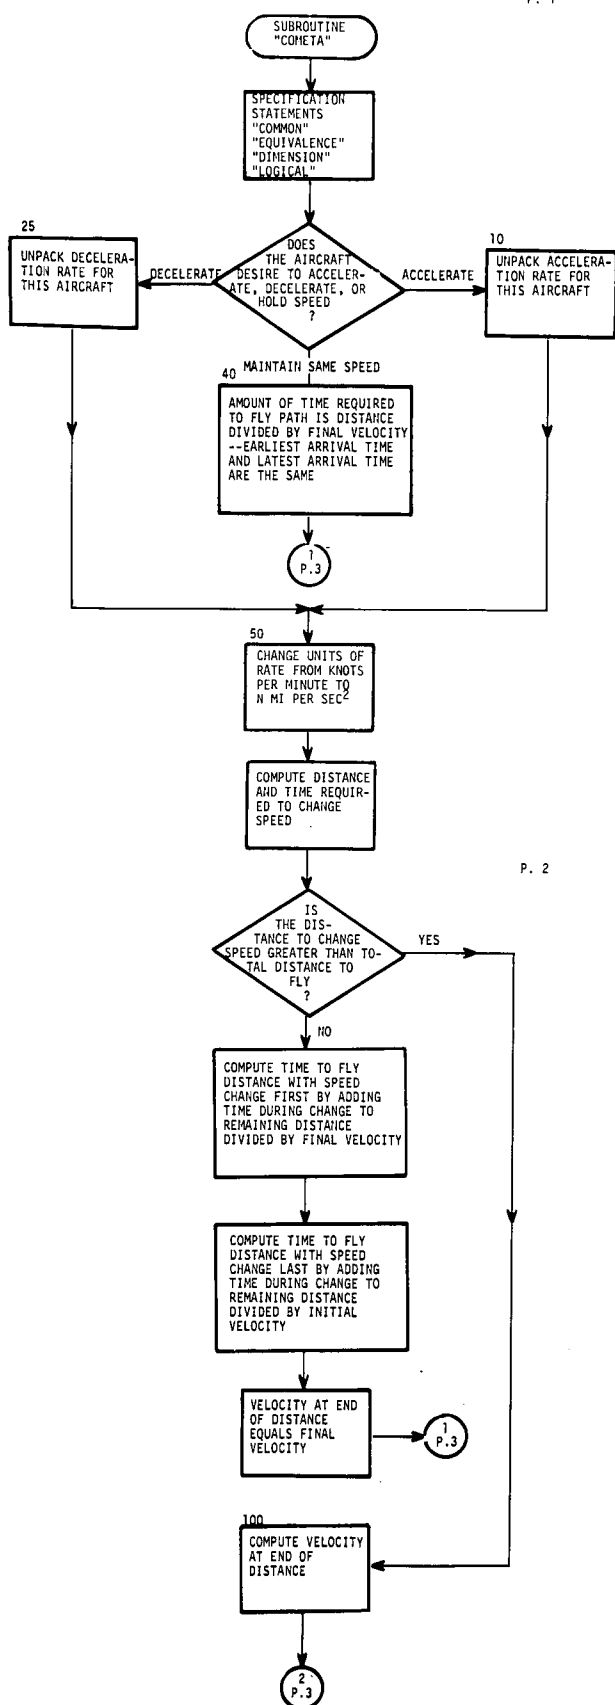 P. 1
SUBROUTINE
"COMETA"
SPECIFICATION
STATEMENTS
"COMMON"
"EQUIVALENCE"
"DIMENSION"
"LOGICAL"
25
UNPACK DECELERA-
TION RATE FOR
THIS AIRCRAFT
DECELERATE
DOES
THE AIRCRAFT
DESIRE TO ACCELER-
ATE, DECELERATE, OR
HOLD SPEED
?
ACCELERATE
10
UNPACK ACCELERA-
TION RATE FOR
THIS AIRCRAFT
MAINTAIN SAME SPEED
40
AMOUNT OF TIME REQUIRED
TO FLY PATH IS DISTANCE
DIVIDED BY FINAL VELOCITY
--EARLIEST ARRIVAL TIME
AND LATEST ARRIVAL TIME
ARE THE SAME
1
P.3
50
CHANGE UNITS OF
RATE FROM KNOTS
PER MINUTE TO
N MI PER SEC²
COMPUTE DISTANCE
AND TIME REQUIR-
ED TO CHANGE
SPEED
P. 2
IS
THE DIS-
TANCE TO CHANGE
SPEED GREATER THAN TO-
TAL DISTANCE TO
FLY
?
YES
NO
COMPUTE TIME TO FLY
DISTANCE WITH SPEED
CHANGE FIRST BY ADDING
TIME DURING CHANGE TO
REMAINING DISTANCE
DIVIDED BY FINAL VELOCITY
COMPUTE TIME TO FLY
DISTANCE WITH SPEED
CHANGE LAST BY ADDING
TIME DURING CHANGE TO
REMAINING DISTANCE
DIVIDED BY INITIAL
VELOCITY
VELOCITY AT END
OF DISTANCE
EQUALS FINAL
VELOCITY
1
P.3
100
COMPUTE VELOCITY
AT END OF
DISTANCE
2
P.3